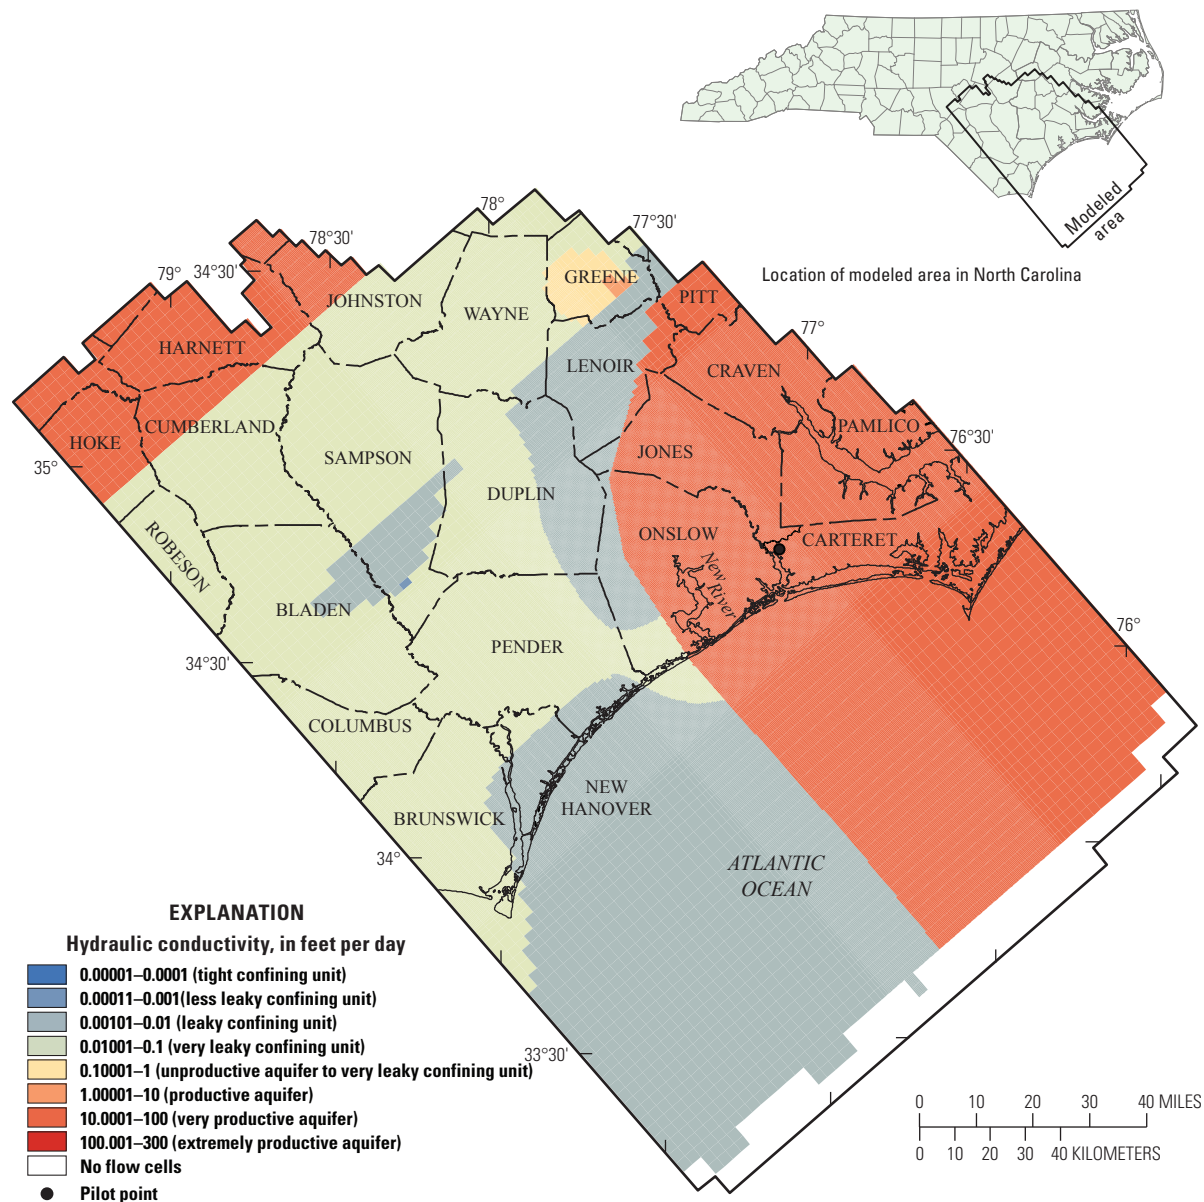 Modeled
area
Location of modeled area in North Carolina
78°
77°30'
78°30'
79°
34°30'
77°
76°30'
35°
76°
34°30'
34°
33°30'
GREENE
PITT
JOHNSTON
WAYNE
HARNETT
LENOIR
CRAVEN
CUMBERLAND
PAMLICO
HOKE
SAMPSON
JONES
DUPLIN
ROBESON
ONSLOW
CARTERET
New River
BLADEN
PENDER
COLUMBUS
NEW
HANOVER
BRUNSWICK
ATLANTIC
OCEAN
EXPLANATION
Hydraulic conductivity, in feet per day
0.00001–0.0001 (tight confining unit)
0.00011–0.001(less leaky confining unit)
0.00101–0.01 (leaky confining unit)
0.01001–0.1 (very leaky confining unit)
0.10001–1 (unproductive aquifer to very leaky confining unit)
1.00001–10 (productive aquifer)
10.0001–100 (very productive aquifer)
100.001–300 (extremely productive aquifer)
No flow cells
Pilot point
0 10 20 30 40 MILES
0 10 20 30 40 KILOMETERS